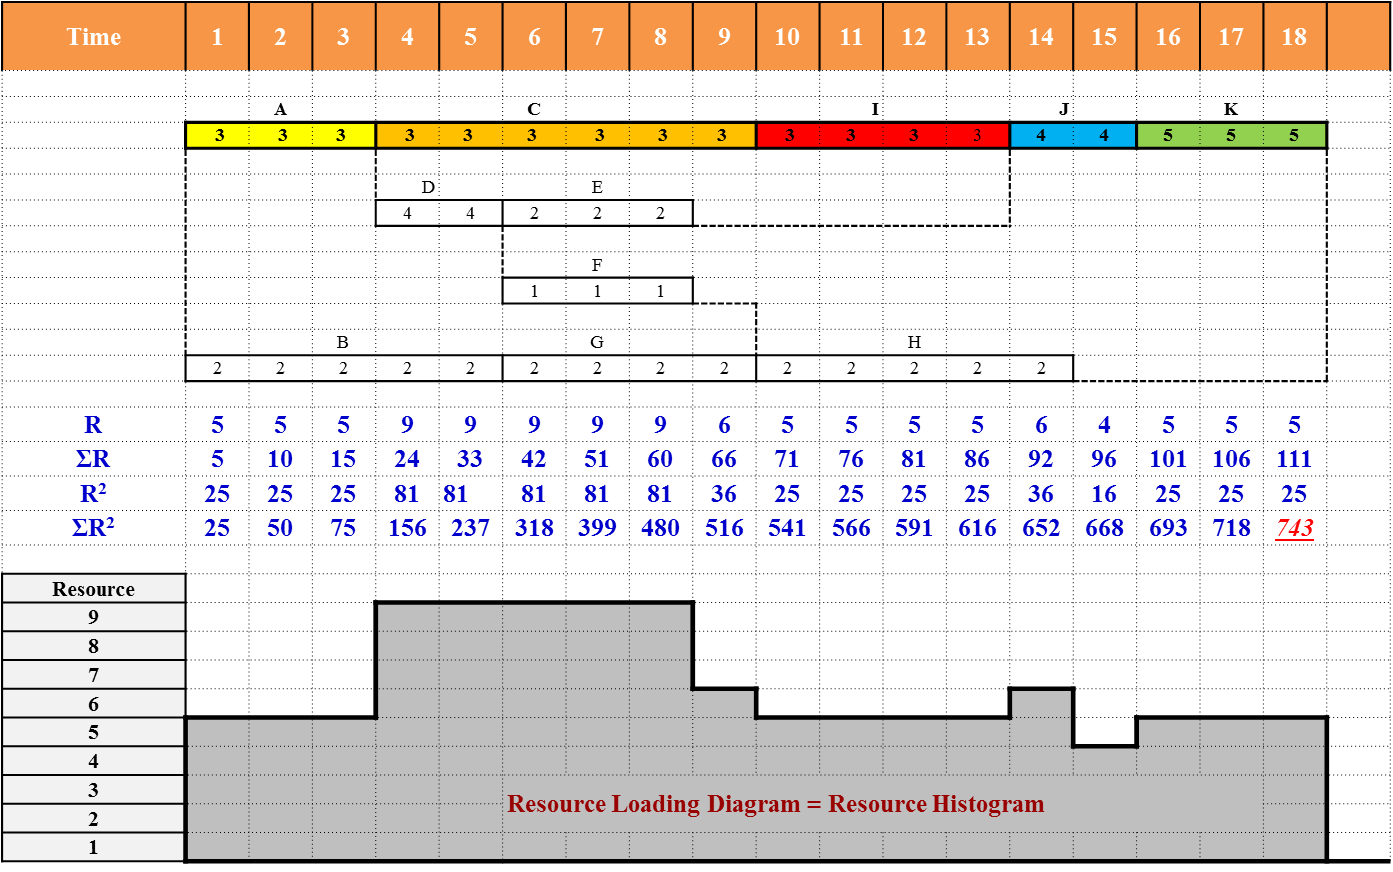 Time 1 2 3 4 5 6 7 8 9 10 11 12 13 14 15 16 17 18
A C I J K
3 3 3 3 3 3 3 3 3 3 3 3 3 4 4 5 5 5
D E
4 4 2 2 2
F
1 1 1
B G H
2 2 2 2 2 2 2 2 2 2 2 2 2 2
R 5 5 5 9 9 9 9 9 6 5 5 5 5 6 4 5 5 5
ΣR 5 10 15 24 33 42 51 60 66 71 76 81 86 92 96 101 106 111
R² 25 25 25 81 81 81 81 81 36 25 25 25 25 36 16 25 25 25
ΣR² 25 50 75 156 237 318 399 480 516 541 566 591 616 652 668 693 718 743
Resource
9
8
7
6
5
4
3
Resource Loading Diagram = Resource Histogram
2
1